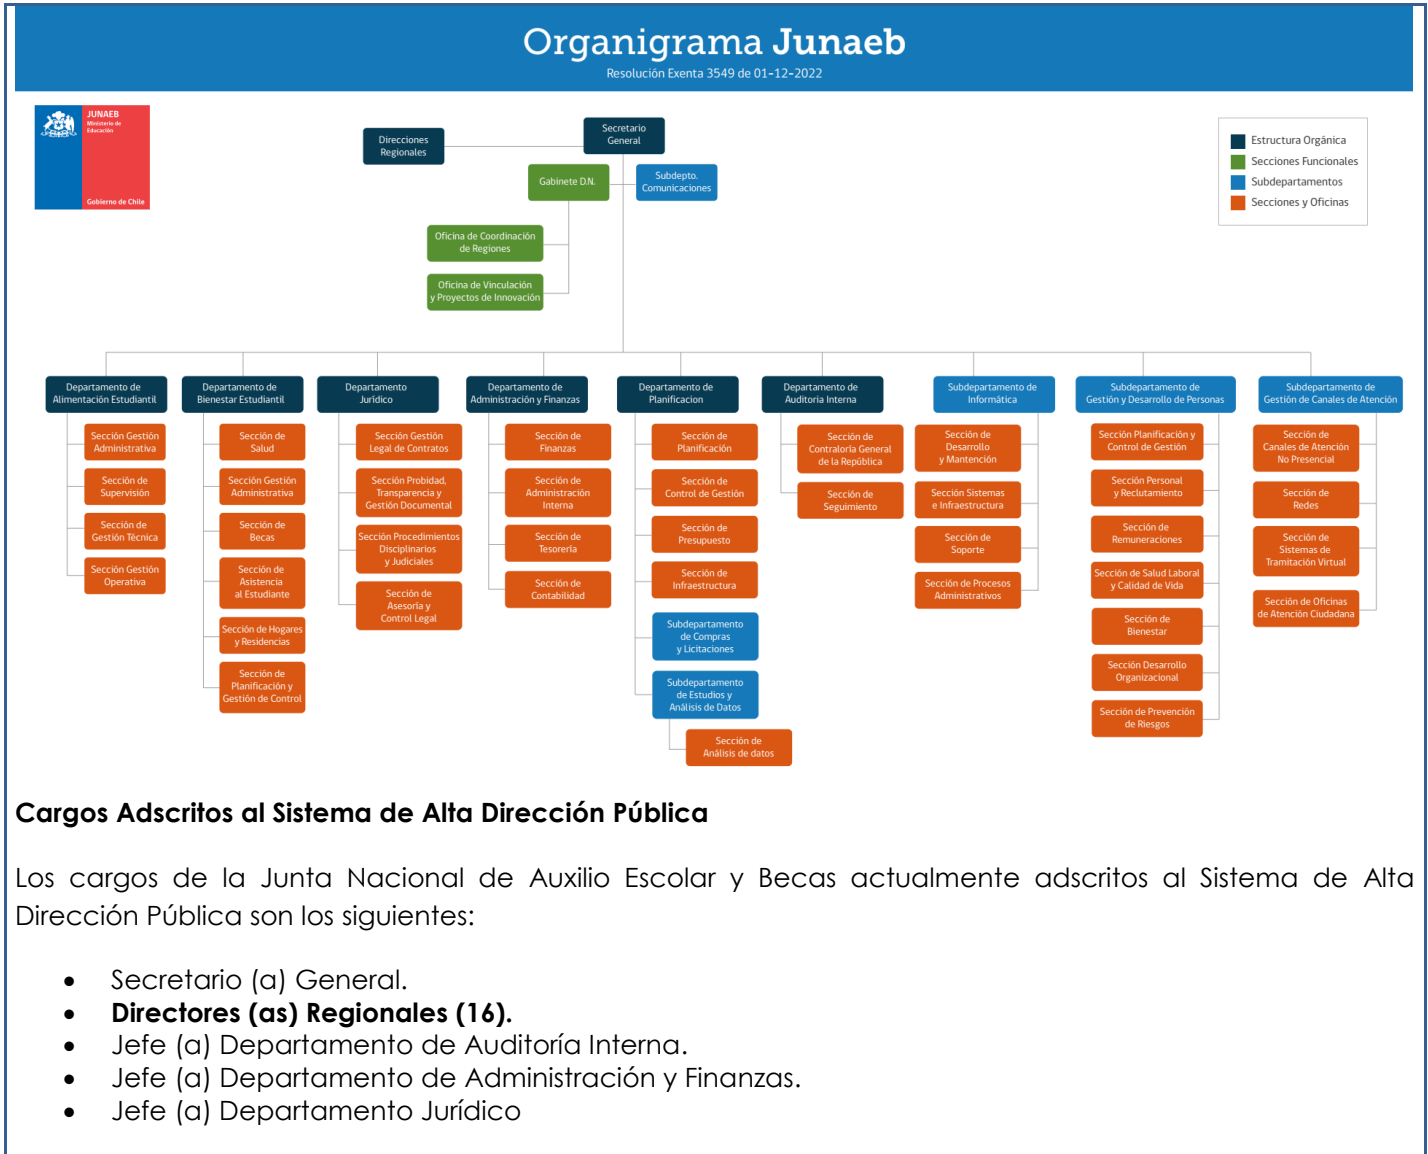 Organigrama Junaeb
Resolución Exenta 3549 de 01-12-2022
JUNAEB
Ministerio de
Educación
Gobierno de Chile
Direcciones
Regionales
Secretario
General
Gabinete D.N.
Subdepto.
Comunicaciones
Oficina de Coordinación
de Regiones
Oficina de Vinculación
y Proyectos de Innovación
Estructura Orgánica
Secciones Funcionales
Subdepartamentos
Secciones y Oficinas
Departamento de
Alimentación Estudiantil
Sección Gestión
Administrativa
Sección de
Supervisión
Sección de
Gestión Técnica
Sección Gestión
Operativa
Departamento de
Bienestar Estudiantil
Sección de
Salud
Sección Gestión
Administrativa
Sección de
Becas
Sección de
Asistencia
al Estudiante
Sección de Hogares
y Residencias
Sección de
Planificación y
Gestión de Control
Departamento
Jurídico
Sección Gestión
Legal de Contratos
Sección Probidad,
Transparencia y
Gestión Documental
Sección Procedimientos
Disciplinarios
y Judiciales
Sección de
Asesoría y
Control Legal
Departamento de
Administración y Finanzas
Sección de
Finanzas
Sección de
Administración
Interna
Sección de
Tesorería
Sección de
Contabilidad
Departamento de
Planificacion
Sección de
Planificación
Sección de
Control de Gestión
Sección de
Presupuesto
Sección de
Infraestructura
Subdepartamento
de Compras
y Licitaciones
Subdepartamento
de Estudios y
Análisis de Datos
Sección de
Análisis de datos
Departamento de
Auditoria Interna
Sección de
Contraloría General
de la República
Sección de
Seguimiento
Subdepartamento de
Informática
Sección de
Desarrollo
y Mantención
Sección Sistemas
e Infraestructura
Sección de
Soporte
Sección de Procesos
Administrativos
Subdepartamento de
Gestión y Desarrollo de Personas
Sección Planificación y
Control de Gestión
Sección Personal
y Reclutamiento
Sección de
Remuneraciones
Sección de Salud Laboral
y Calidad de Vida
Sección de
Bienestar
Sección Desarrollo
Organizacional
Sección de Prevención
de Riesgos
Subdepartamento de
Gestión de Canales de Atención
Sección de
Canales de Atención
No Presencial
Sección de
Redes
Sección de
Sistemas de
Tramitación Virtual
Sección de Oficinas
de Atención Ciudadana
Cargos Adscritos al Sistema de Alta Dirección Pública
Los cargos de la Junta Nacional de Auxilio Escolar y Becas actualmente adscritos al Sistema de Alta
Dirección Pública son los siguientes:
• Secretario (a) General.
• Directores (as) Regionales (16).
• Jefe (a) Departamento de Auditoría Interna.
• Jefe (a) Departamento de Administración y Finanzas.
• Jefe (a) Departamento Jurídico